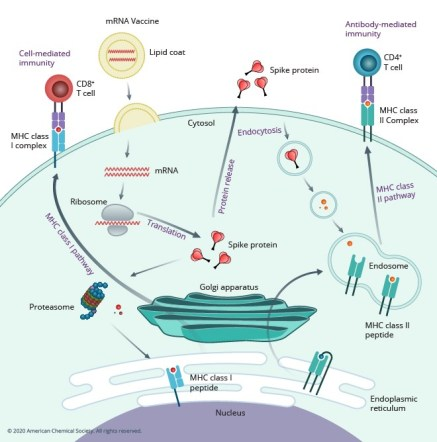 mRNA Vaccine
Lipid coat
Antibody-mediated
immunity
Cell-mediated
immunity
CD8+
T cell
Spike protein
CD4+
T cell
MHC class
I complex
MHC class
II Complex
Cytosol
Endocytosis
mRNA
Protein release
MHC class
II pathway
Ribosome
Translation
MHC class I pathway
Spike protein
Endosome
Golgi apparatus
Proteasome
MHC class II
peptide
MHC class I
peptide
Endoplasmic
reticulum
Nucleus
© 2020 American Chemical Society. All rights reserved.